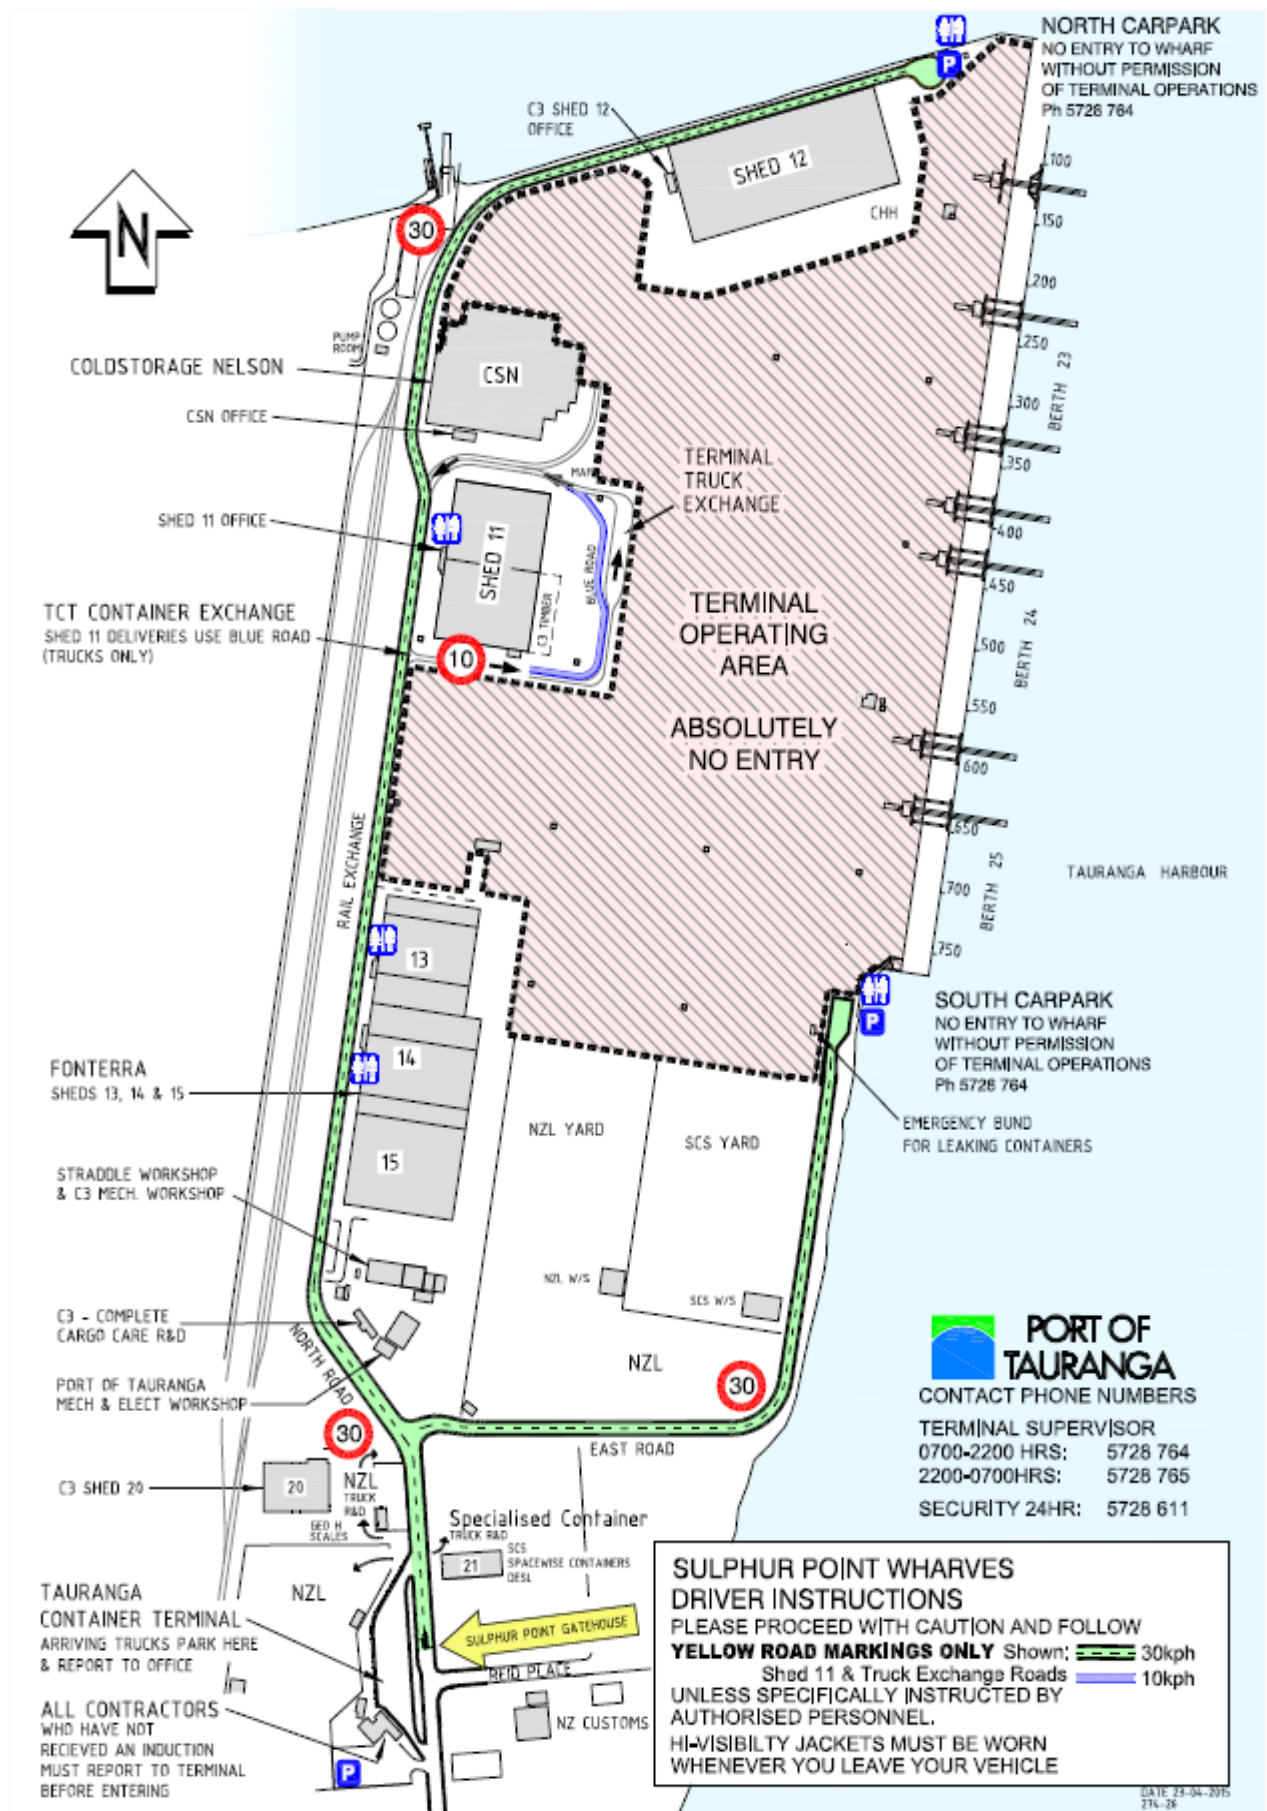 NORTH CARPARK
NO ENTRY TO WHARF
WITHOUT PERMISSION
OF TERMINAL OPERATIONS
Ph 5728 764
P
C3 SHED 12
OFFICE
SHED 12
CHH
N
30
100
150
200
250
300
350
400
450
500
550
600
650
700
750
BERTH 23
BERTH 24
BERTH 25
PUMP
ROOM
COLDSTORAGE NELSON
CSN
CSN OFFICE
TERMINAL
TRUCK
EXCHANGE
SHED 11 OFFICE
SHED 11
BLUE ROAD
C3 TIMBER
TCT CONTAINER EXCHANGE
SHED 11 DELIVERIES USE BLUE ROAD
(TRUCKS ONLY)
10
TERMINAL
OPERATING
AREA
ABSOLUTELY
NO ENTRY
RAIL EXCHANGE
TAURANGA HARBOUR
13
14
15
SOUTH CARPARK
NO ENTRY TO WHARF
WITHOUT PERMISSION
OF TERMINAL OPERATIONS
Ph 5728 764
P
FONTERRA
SHEDS 13, 14 & 15
EMERGENCY BUND
FOR LEAKING CONTAINERS
NZL YARD
SCS YARD
STRADDLE WORKSHOP
& C3 MECH. WORKSHOP
NZL W/S
SCS W/S
C3 - COMPLETE
CARGO CARE R&D
NORTH ROAD
NZL
30
PORT OF TAURANGA
MECH & ELECT WORKSHOP
30
EAST ROAD
C3 SHED 20
20
NZL
TRUCK
R&D
GEO H
SCALES
Specialised Container
TRUCK R&D
21
SCS
SPACEWISE CONTAINERS
DESL
NZL
TAURANGA
CONTAINER TERMINAL
ARRIVING TRUCKS PARK HERE
& REPORT TO OFFICE
SULPHUR POINT GATEHOUSE
REID PLACE
NZ CUSTOMS
ALL CONTRACTORS
WHO HAVE NOT
RECIEVED AN INDUCTION
MUST REPORT TO TERMINAL
BEFORE ENTERING
P
PORT OF
TAURANGA
CONTACT PHONE NUMBERS
TERMINAL SUPERVISOR
0700-2200 HRS: 5728 764
2200-0700HRS: 5728 765
SECURITY 24HR: 5728 611
SULPHUR POINT WHARVES
DRIVER INSTRUCTIONS
PLEASE PROCEED WITH CAUTION AND FOLLOW
YELLOW ROAD MARKINGS ONLY Shown: 30kph
Shed 11 & Truck Exchange Roads 10kph
UNLESS SPECIFICALLY INSTRUCTED BY
AUTHORISED PERSONNEL.
HI-VISIBILTY JACKETS MUST BE WORN
WHENEVER YOU LEAVE YOUR VEHICLE
DATE 23-04-2015
274-26